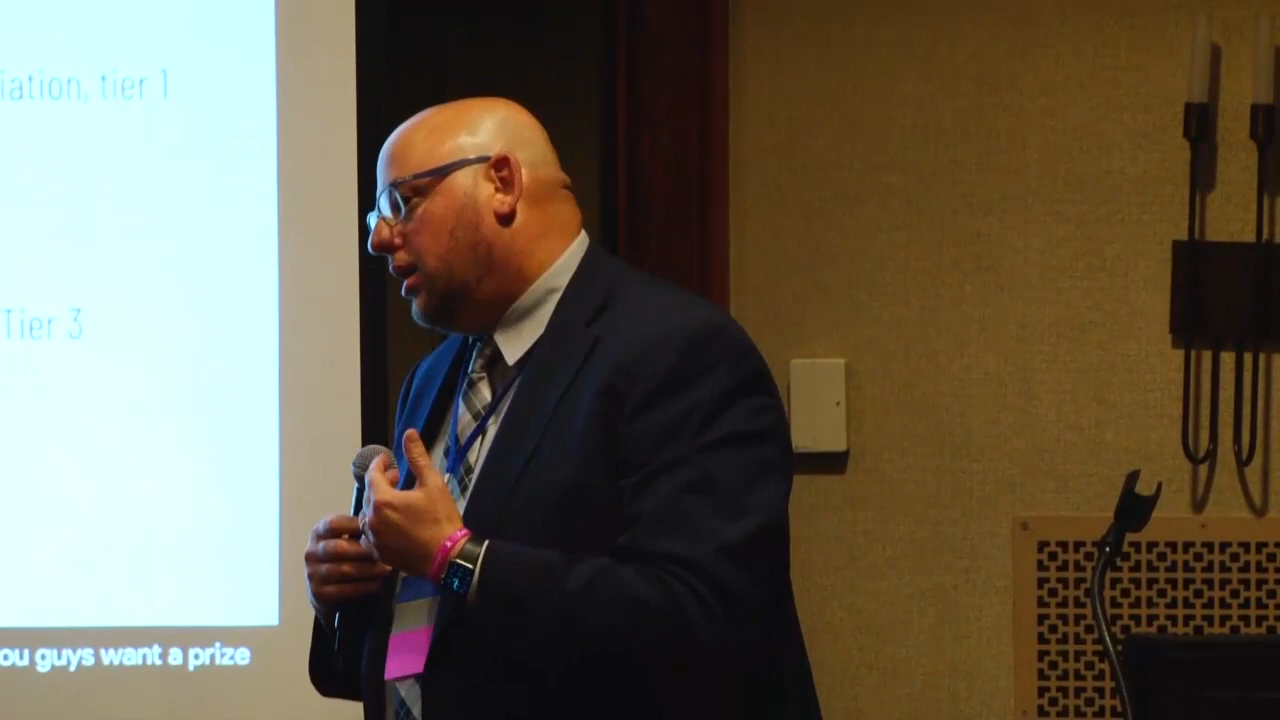 iation, tier 1
Tier 3
ou guys want a prize